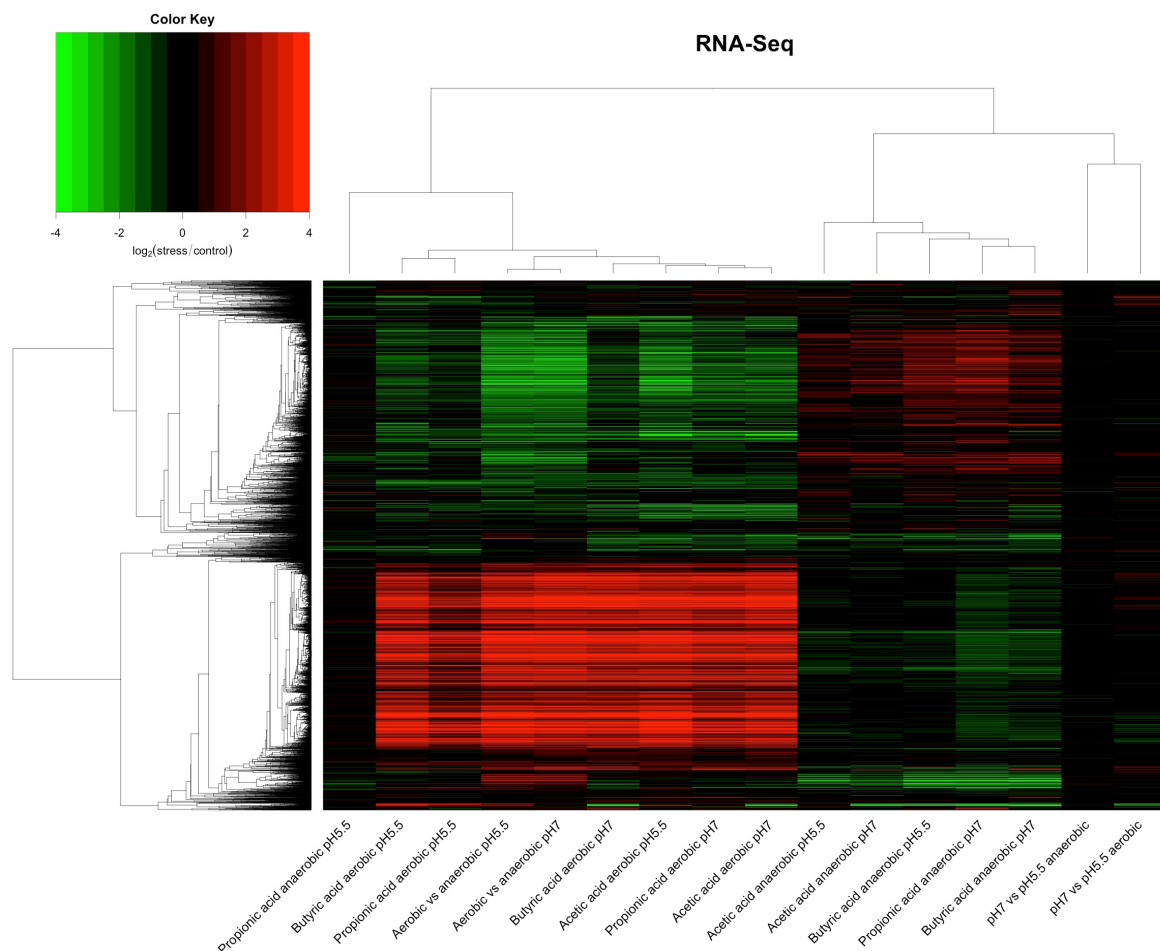 Color Key
RNA-Seq
-4 -2 0 2 4
log2(stress/control)
Propionic acid anaerobic pH5.5
Butyric acid aerobic pH5.5
Propionic acid aerobic pH5.5
Aerobic vs anaerobic pH5.5
Aerobic vs anaerobic pH7
Butyric acid aerobic pH7
Acetic acid aerobic pH5.5
Propionic acid aerobic pH7
Acetic acid aerobic pH7
Acetic acid anaerobic pH5.5
Acetic acid anaerobic pH7
Butyric acid anaerobic pH5.5
Propionic acid anaerobic pH7
Butyric acid anaerobic pH7
pH7 vs pH5.5 anaerobic
pH7 vs pH5.5 aerobic